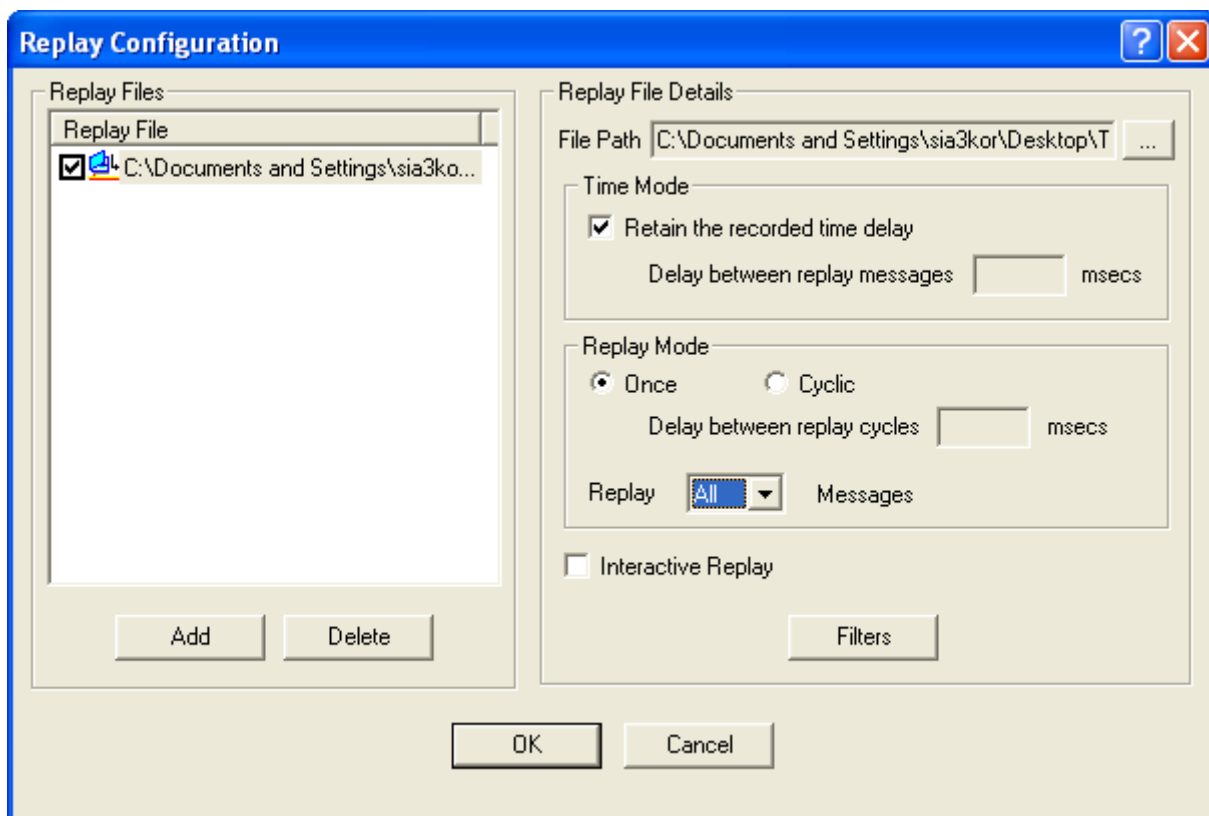 Replay Configuration
Replay Files
Replay File
C:\Documents and Settings\sia3ko...
Add
Delete
Replay File Details
File Path C:\Documents and Settings\sia3kor\Desktop\T ...
Time Mode
Retain the recorded time delay
Delay between replay messages msecs
Replay Mode
Once Cyclic
Delay between replay cycles msecs
Replay All Messages
Interactive Replay
Filters
OK
Cancel